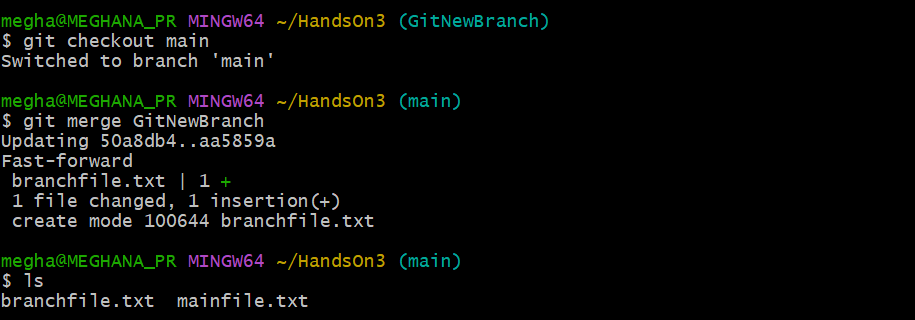 megha@MEGHANA_PR MINGW64 ~/HandsOn3 (GitNewBranch)
$ git checkout main
Switched to branch 'main'
megha@MEGHANA_PR MINGW64 ~/HandsOn3 (main)
$ git merge GitNewBranch
Updating 50a8db4..aa5859a
Fast-forward
 branchfile.txt | 1 +
 1 file changed, 1 insertion(+)
 create mode 100644 branchfile.txt
megha@MEGHANA_PR MINGW64 ~/HandsOn3 (main)
$ ls
branchfile.txt  mainfile.txt